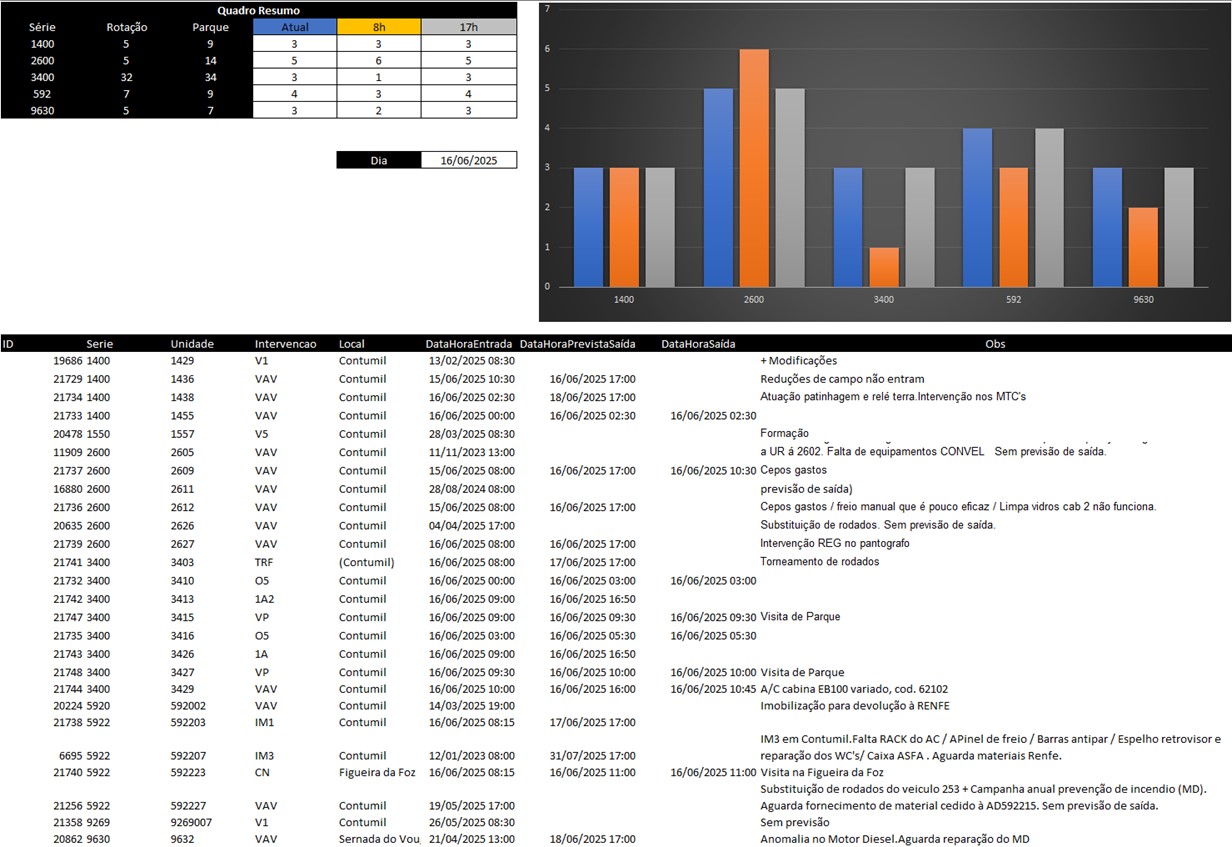 Quadro Resumo
Série Rotação Parque Atual 8h 17h
1400 5 9 3 3 3
2600 5 14 5 6 5
3400 32 34 3 1 3
592 7 9 4 3 4
9630 5 7 3 2 3
Dia 16/06/2025
7
6
5
4
3
2
1
0
1400 2600 3400 592 9630
ID Serie Unidade Intervencao Local DataHoraEntrada DataHoraPrevistaSaída DataHoraSaída Obs
19686 1400 1429 V1 Contumil 13/02/2025 08:30 + Modificações
21729 1400 1436 VAV Contumil 15/06/2025 10:30 16/06/2025 17:00 Reduções de campo não entram
21734 1400 1438 VAV Contumil 16/06/2025 02:30 18/06/2025 17:00 Atuação patinhagem e relé terra.Intervenção nos MTC's
21733 1400 1455 VAV Contumil 16/06/2025 00:00 16/06/2025 02:30 16/06/2025 02:30
20478 1550 1557 V5 Contumil 28/03/2025 08:30 Formação
11909 2600 2605 VAV Contumil 11/11/2023 13:00 a UR á 2602. Falta de equipamentos CONVEL Sem previsão de saída.
21737 2600 2609 VAV Contumil 15/06/2025 08:00 16/06/2025 17:00 16/06/2025 10:30 Cepos gastos
16880 2600 2611 VAV Contumil 28/08/2024 08:00 previsão de saída)
21736 2600 2612 VAV Contumil 15/06/2025 08:00 16/06/2025 17:00 Cepos gastos / freio manual que é pouco eficaz / Limpa vidros cab 2 não funciona.
20635 2600 2626 VAV Contumil 04/04/2025 17:00 Substituição de rodados. Sem previsão de saída.
21739 2600 2627 VAV Contumil 16/06/2025 08:00 16/06/2025 17:00 Intervenção REG no pantografo
21741 3400 3403 TRF (Contumil) 16/06/2025 08:00 17/06/2025 17:00 Torneamento de rodados
21732 3400 3410 O5 Contumil 16/06/2025 00:00 16/06/2025 03:00 16/06/2025 03:00
21742 3400 3413 1A2 Contumil 16/06/2025 09:00 16/06/2025 16:50
21747 3400 3415 VP Contumil 16/06/2025 09:00 16/06/2025 09:30 16/06/2025 09:30 Visita de Parque
21735 3400 3416 O5 Contumil 16/06/2025 03:00 16/06/2025 05:30 16/06/2025 05:30
21743 3400 3426 1A Contumil 16/06/2025 09:00 16/06/2025 16:50
21748 3400 3427 VP Contumil 16/06/2025 09:30 16/06/2025 10:00 16/06/2025 10:00 Visita de Parque
21744 3400 3429 VAV Contumil 16/06/2025 10:00 16/06/2025 16:00 16/06/2025 10:45 A/C cabina EB100 variado, cod. 62102
20224 5920 592002 VAV Contumil 14/03/2025 19:00 Imobilização para devolução à RENFE
21738 5922 592203 IM1 Contumil 16/06/2025 08:15 17/06/2025 17:00
IM3 em Contumil.Falta RACK do AC / APinel de freio / Barras antipar / Espelho retrovisor e
6695 5922 592207 IM3 Contumil 12/01/2023 08:00 31/07/2025 17:00 reparação dos WC's/ Caixa ASFA . Aguarda materiais Renfe.
21740 5922 592223 CN Figueira da Foz 16/06/2025 08:15 16/06/2025 11:00 16/06/2025 11:00 Visita na Figueira da Foz
Substituição de rodados do veiculo 253 + Campanha anual prevenção de incendio (MD).
21256 5922 592227 VAV Contumil 19/05/2025 17:00 Aguarda fornecimento de material cedido à AD592215. Sem previsão de saída.
21358 9269 9269007 V1 Contumil 26/05/2025 08:30 Sem previsão
20862 9630 9632 VAV Sernada do Vou 21/04/2025 13:00 18/06/2025 17:00 Anomalia no Motor Diesel.Aguarda reparação do MD